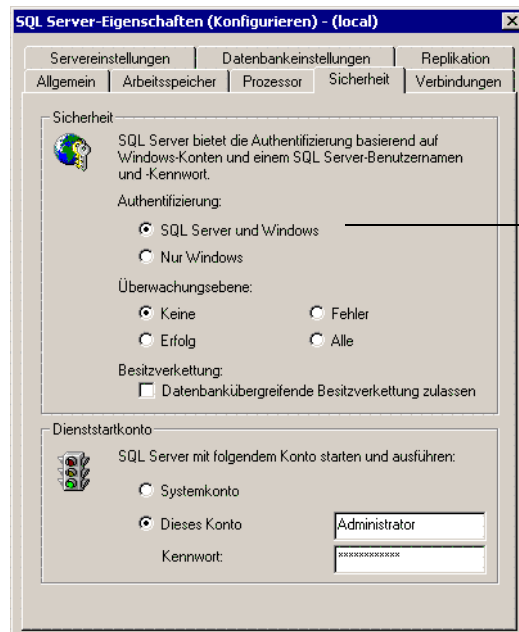 SQL Server-Eigenschaften (Konfigurieren) - (local)
Servereinstellungen Datenbankeinstellungen Replikation
Allgemein Arbeitsspeicher Prozessor Sicherheit Verbindungen
Sicherheit
SQL Server bietet die Authentifizierung basierend auf
Windows-Konten und einem SQL Server-Benutzernamen
und -Kennwort.
Authentifizierung:
SQL Server und Windows
Nur Windows
Überwachungsebene:
Keine Fehler
Erfolg Alle
Besitzverkettung:
Datenbankübergreifende Besitzverkettung zulassen
Dienststartkonto
SQL Server mit folgendem Konto starten und ausführen:
Systemkonto
Dieses Konto Administrator
Kennwort: ************